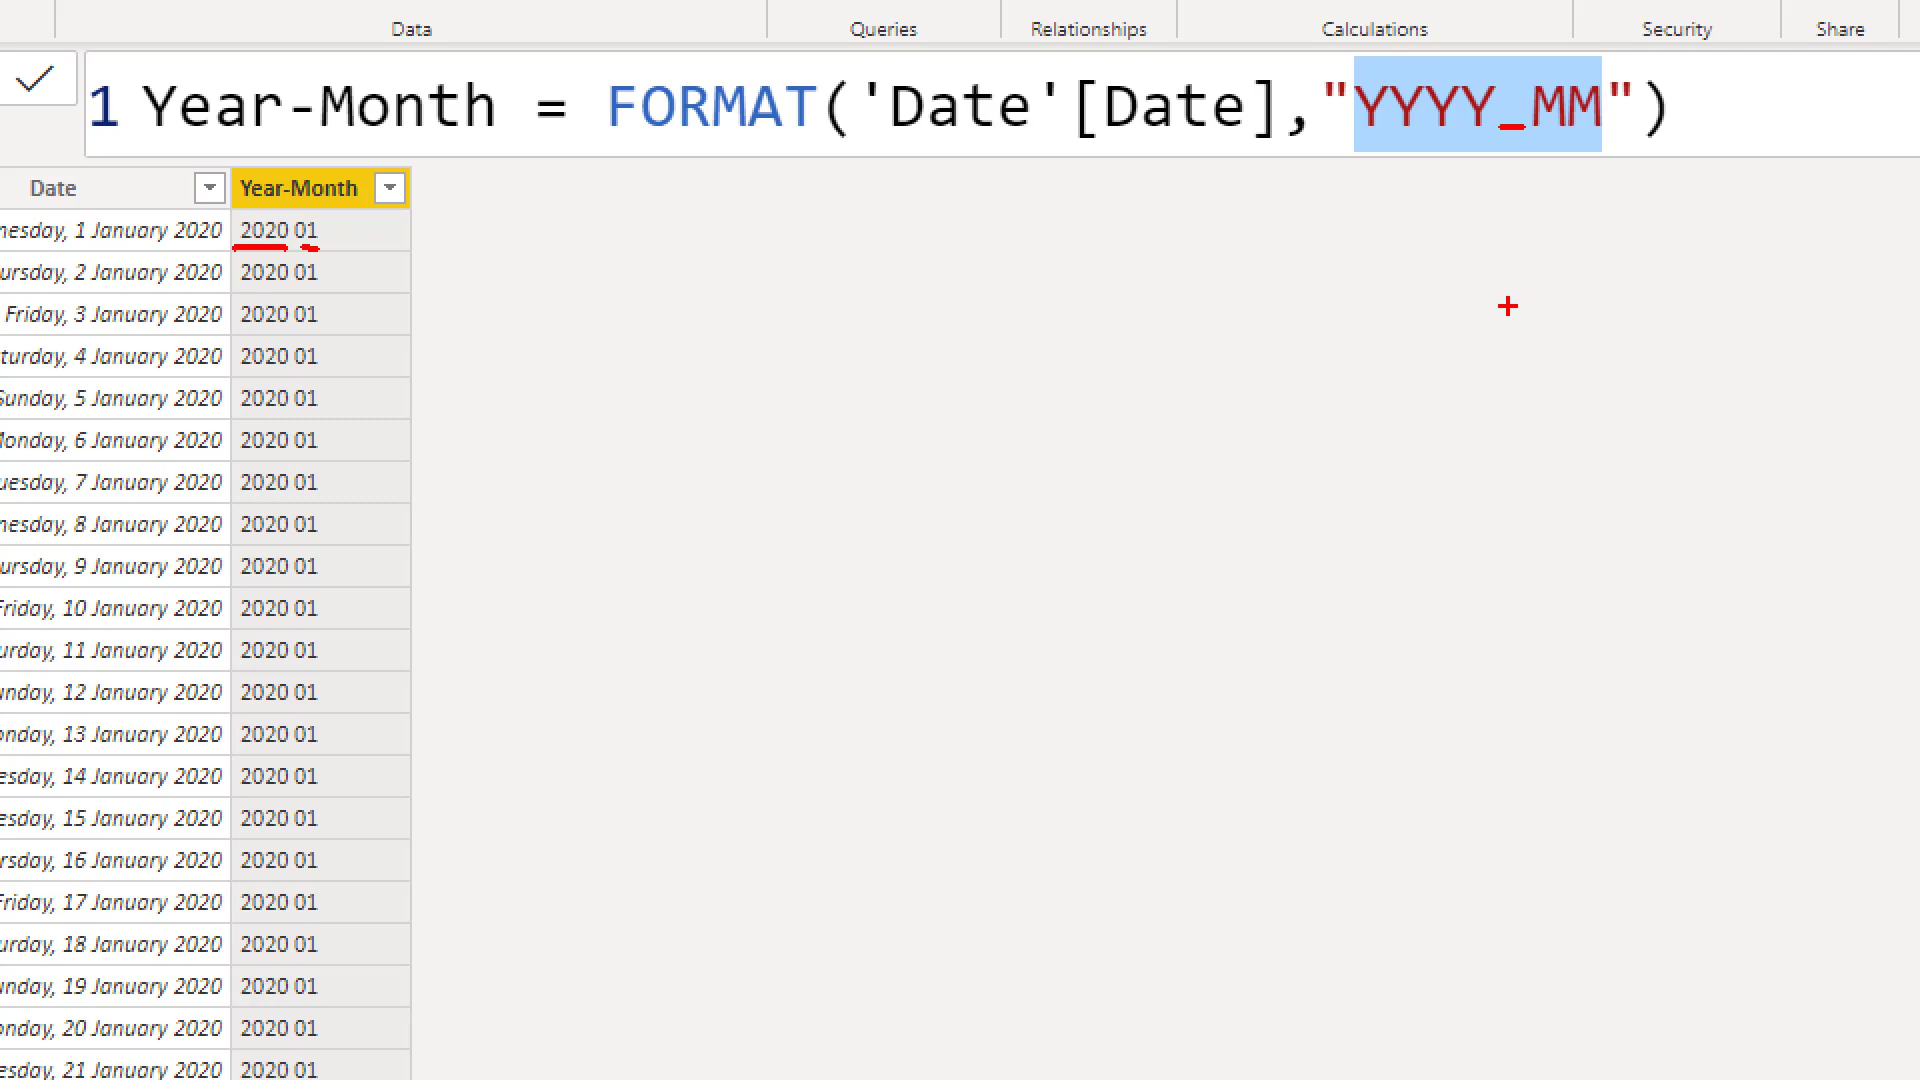 Data Queries Relationships Calculations Security Share
1 Year-Month = FORMAT('Date'[Date],"YYYY MM")
Date Year-Month
nesday, 1 January 2020 2020 01
ursday, 2 January 2020 2020 01
Friday, 3 January 2020 2020 01
turday, 4 January 2020 2020 01
Sunday, 5 January 2020 2020 01
Monday, 6 January 2020 2020 01
uesday, 7 January 2020 2020 01
nesday, 8 January 2020 2020 01
ursday, 9 January 2020 2020 01
Friday, 10 January 2020 2020 01
urday, 11 January 2020 2020 01
unday, 12 January 2020 2020 01
onday, 13 January 2020 2020 01
esday, 14 January 2020 2020 01
esday, 15 January 2020 2020 01
rsday, 16 January 2020 2020 01
Friday, 17 January 2020 2020 01
urday, 18 January 2020 2020 01
unday, 19 January 2020 2020 01
onday, 20 January 2020 2020 01
esday, 21 January 2020 2020 01